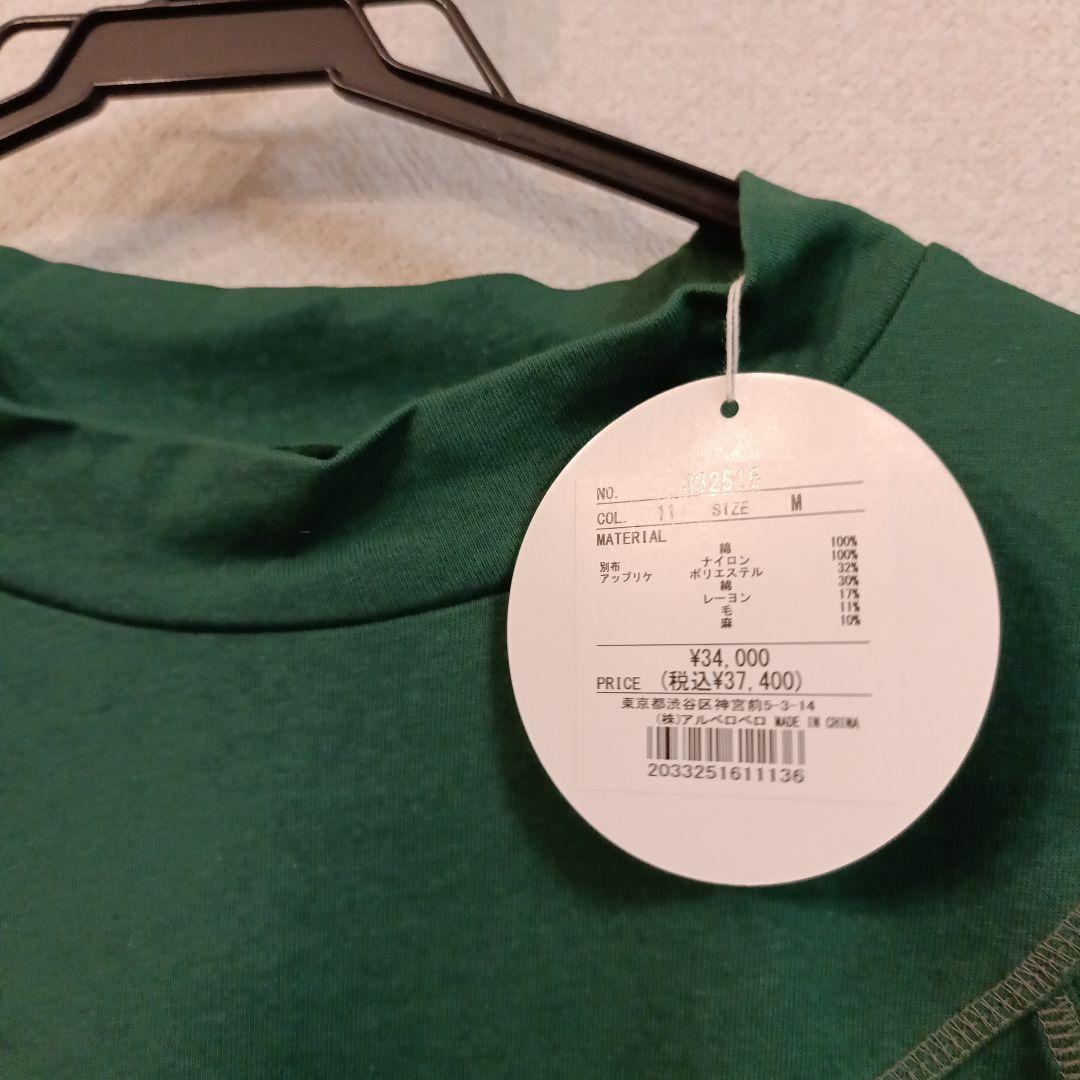 NO. 332516
COL. 11 SIZE M
MATERIAL
綿 100%
別布 ナイロン 100%
アップリケ ポリエステル 32%
綿 30%
レーヨン 17%
毛 11%
麻 10%
¥34,000
PRICE (税込¥37,400)
東京都渋谷区神宮前5-3-14
(株)アルベロベロ MADE IN CHINA
2033251611136